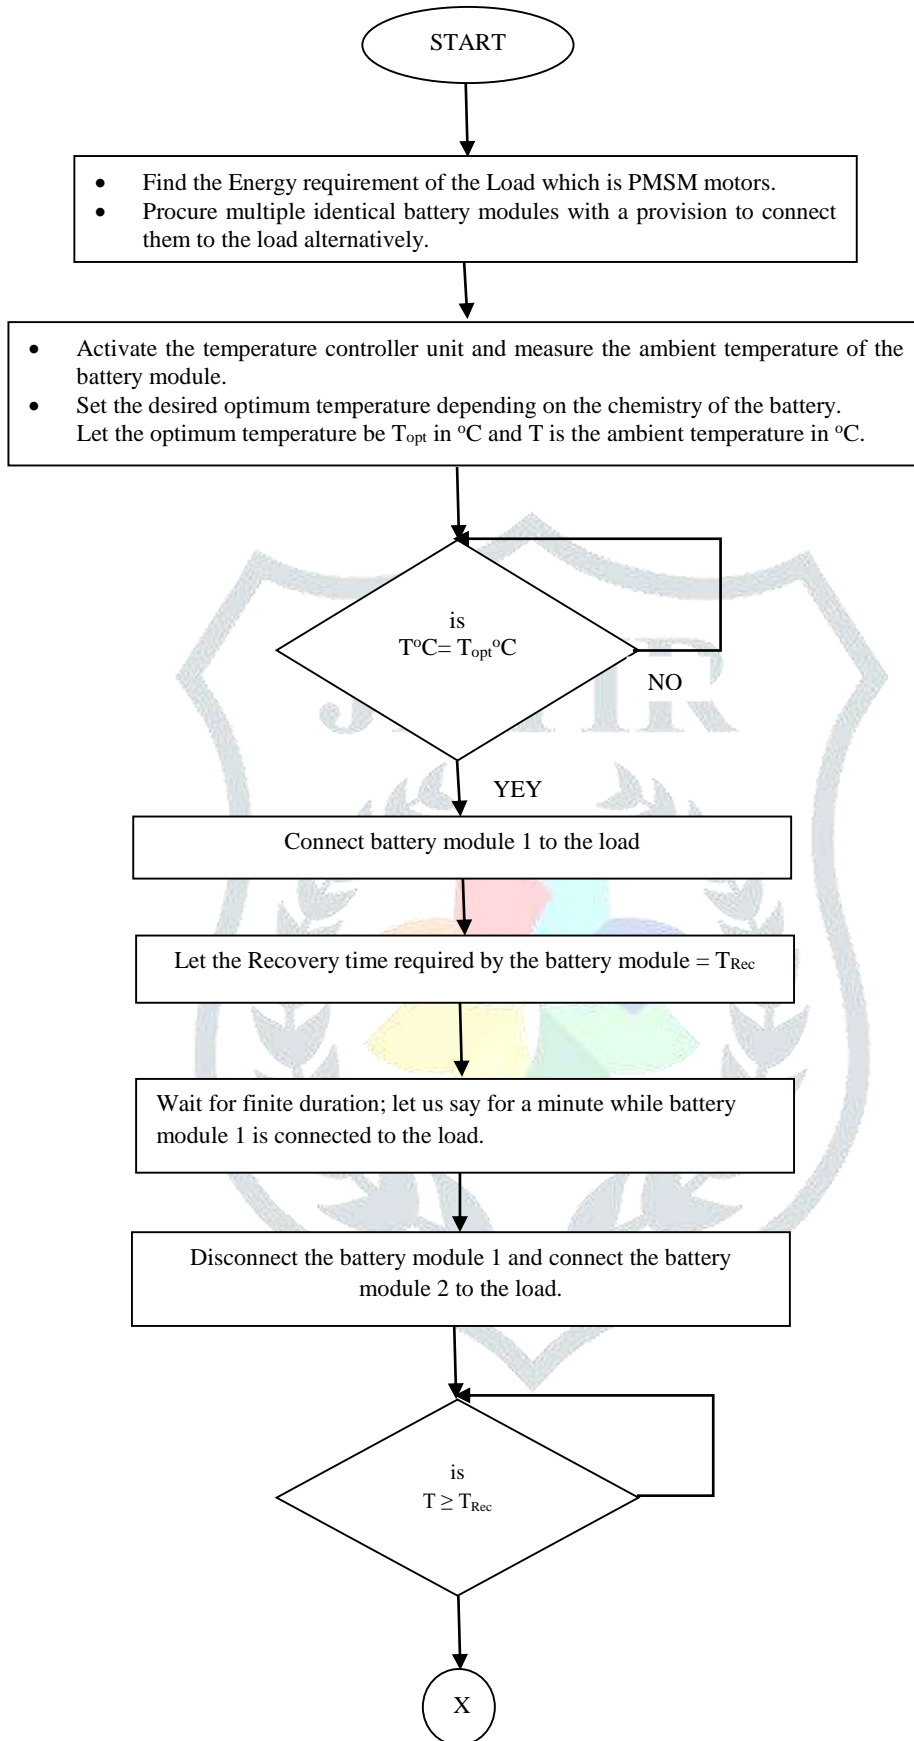 START
• Find the Energy requirement of the Load which is PMSM motors.
• Procure multiple identical battery modules with a provision to connect
them to the load alternatively.
• Activate the temperature controller unit and measure the ambient temperature of the
battery module.
• Set the desired optimum temperature depending on the chemistry of the battery.
Let the optimum temperature be Topt in °C and T is the ambient temperature in °C.
is
T°C= Topt°C
NO
YEY
Connect battery module 1 to the load
Let the Recovery time required by the battery module = TRec
Wait for finite duration; let us say for a minute while battery
module 1 is connected to the load.
Disconnect the battery module 1 and connect the battery
module 2 to the load.
is
T ≥ TRec
X